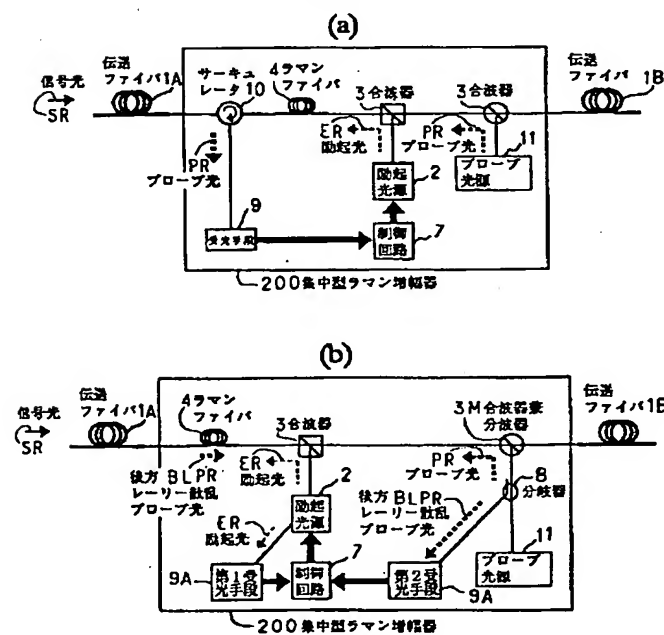 (a)
信号光
SR
伝送
ファイバ1A
サーキュ
レータ10
4ラマン
ファイバ
3合波器
3合波器
伝送
ファイバ
1B
ER
励起光
PR
プローブ光
11
プローブ
光源
PR
プローブ光
2
励起
光源
9
受光手段
制御
回路
7
200集中型ラマン増幅器
(b)
信号光
SR
伝送
ファイバ1A
4ラマン
ファイバ
3合波器
3M合波器兼
分波器
伝送
ファイバ
後方BLPR
レーリー散乱
プローブ光
ER
励起光
PR
プローブ光
8
分岐器
2
励起
光源
後方BLPR
レーリー散乱
プローブ光
ER
励起光
7
11
プローブ
光源
9A
第1受
光手段
制御
回路
第2受
光手段
9A
200集中型ラマン増幅器